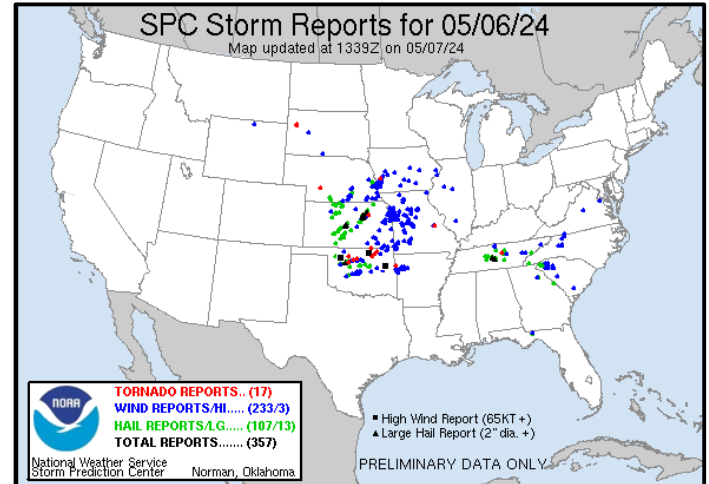 SPC Storm Reports for 05/06/24
Map updated at 1339Z on 05/07/24
NOAA
TORNADO REPORTS.. (17)
WIND REPORTS/HI..... (233/3)
HAIL REPORTS/LG..... (107/13)
TOTAL REPORTS....... (357)
National Weather Service
Storm Prediction Center Norman, Oklahoma
High Wind Report (65KT +)
Large Hail Report (2" dia. +)
PRELIMINARY DATA ONLY